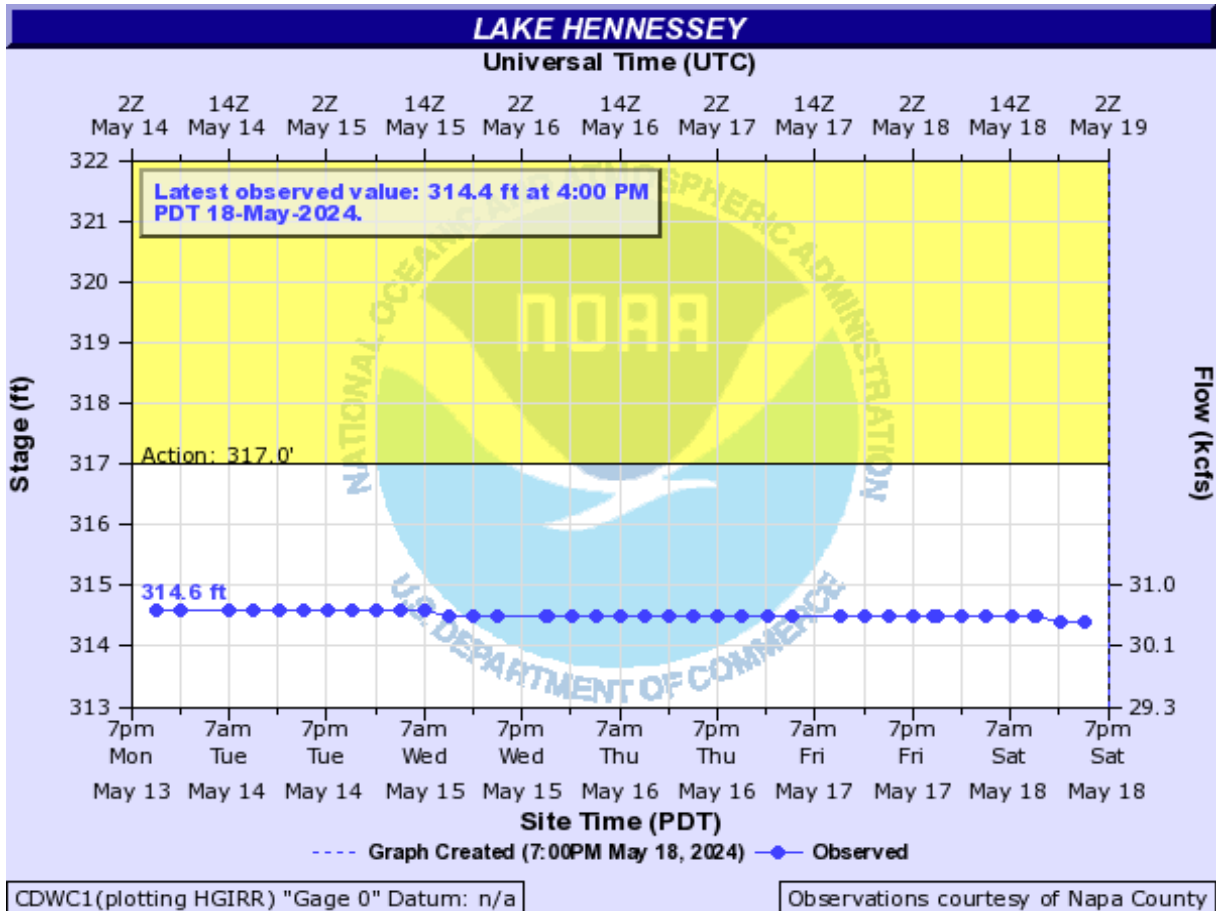 LAKE HENNESSEY
Universal Time (UTC)
2Z 14Z 2Z 14Z 2Z 14Z 2Z 14Z 2Z 14Z 2Z
May 14 May 14 May 15 May 15 May 16 May 16 May 17 May 17 May 18 May 18 May 19
322
Latest observed value: 314.4 ft at 4:00 PM
PDT 18-May-2024.
321
320
319
318
Action: 317.0'
317
316
315
314.6 ft
314
313
Stage (ft)
NATIONAL OCEANIC AND ATMOSPHERIC ADMINISTRATION
NOAA
U.S. DEPARTMENT OF COMMERCE
Flow (kcfs)
31.0
30.1
29.3
7pm 7am 7pm 7am 7pm 7am 7pm 7am 7pm 7am 7pm
Mon Tue Tue Wed Wed Thu Thu Fri Fri Sat Sat
May 13 May 14 May 14 May 15 May 15 May 16 May 16 May 17 May 17 May 18 May 18
Site Time (PDT)
Graph Created (7:00PM May 18, 2024) Observed
CDWC1(plotting HGIRR) "Gage 0" Datum: n/a
Observations courtesy of Napa County